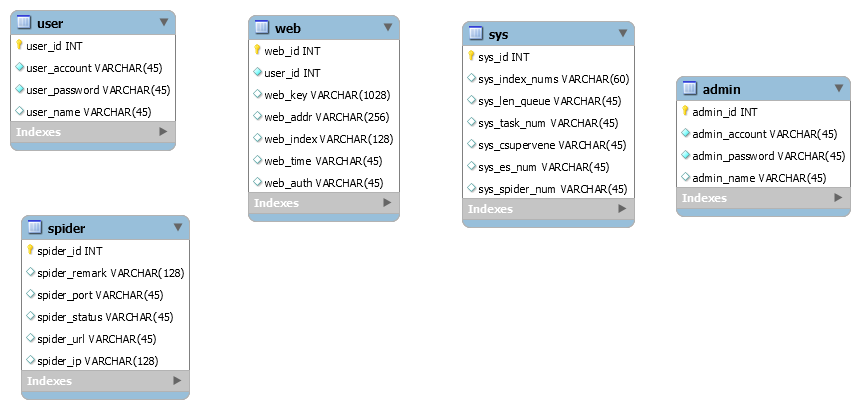 user
user_id INT
user_account VARCHAR(45)
user_password VARCHAR(45)
user_name VARCHAR(45)
Indexes
web
web_id INT
user_id INT
web_key VARCHAR(1028)
web_addr VARCHAR(256)
web_index VARCHAR(128)
web_time VARCHAR(45)
web_auth VARCHAR(45)
Indexes
sys
sys_id INT
sys_index_nums VARCHAR(60)
sys_len_queue VARCHAR(45)
sys_task_num VARCHAR(45)
sys_csupervene VARCHAR(45)
sys_es_num VARCHAR(45)
sys_spider_num VARCHAR(45)
Indexes
admin
admin_id INT
admin_account VARCHAR(45)
admin_password VARCHAR(45)
admin_name VARCHAR(45)
Indexes
spider
spider_id INT
spider_remark VARCHAR(128)
spider_port VARCHAR(45)
spider_status VARCHAR(45)
spider_url VARCHAR(45)
spider_ip VARCHAR(128)
Indexes